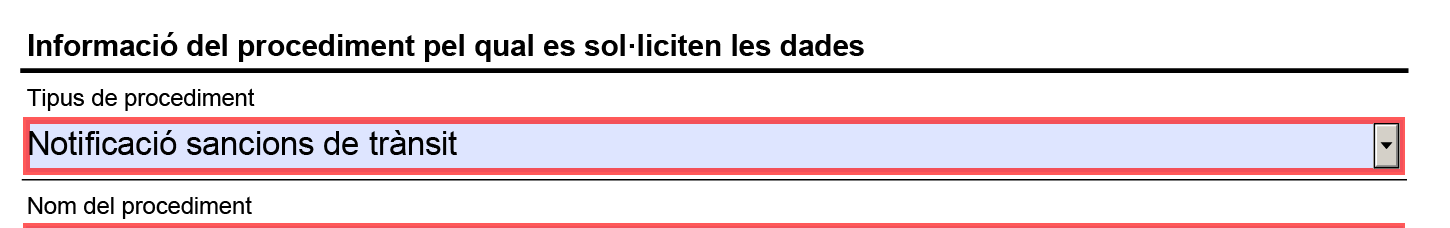 Informació del procediment pel qual es sol·liciten les dades
Tipus de procediment
Notificació sancions de trànsit
Nom del procediment